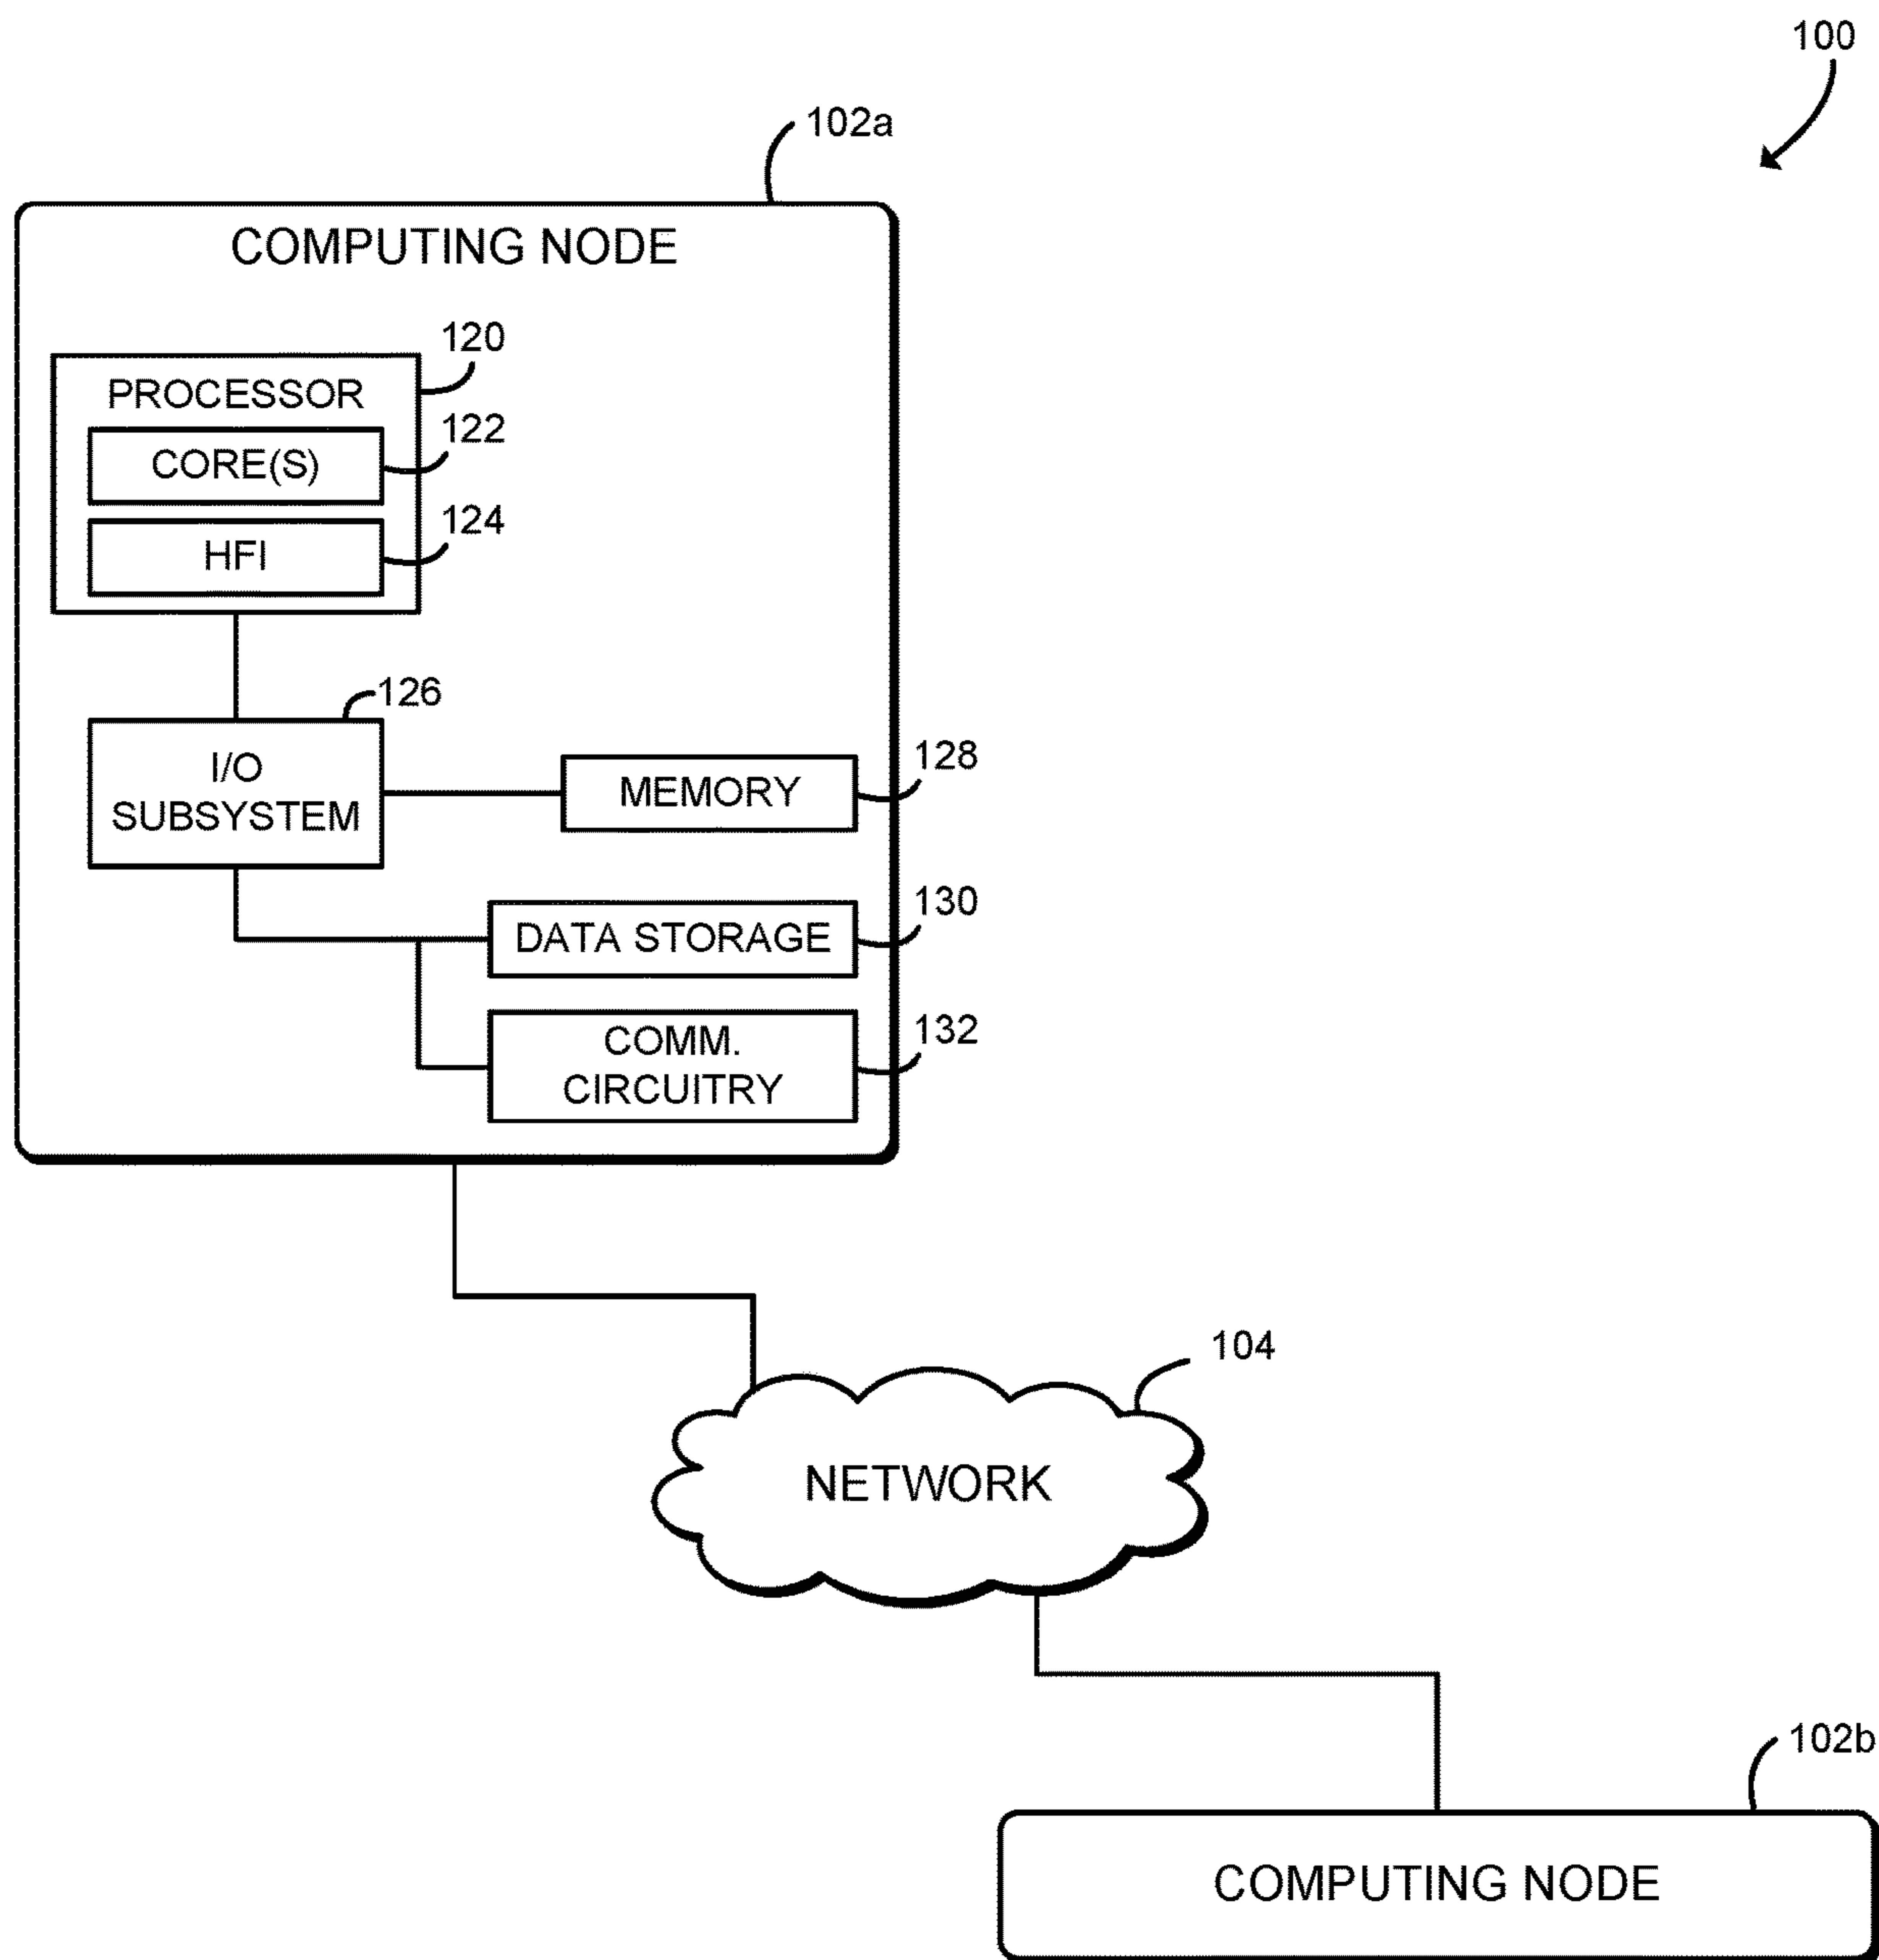 100
102a
COMPUTING NODE
120
PROCESSOR
122
CORE(S)
124
HFI
126
I/O
SUBSYSTEM
128
MEMORY
130
DATA STORAGE
132
COMM.
CIRCUITRY
104
NETWORK
102b
COMPUTING NODE